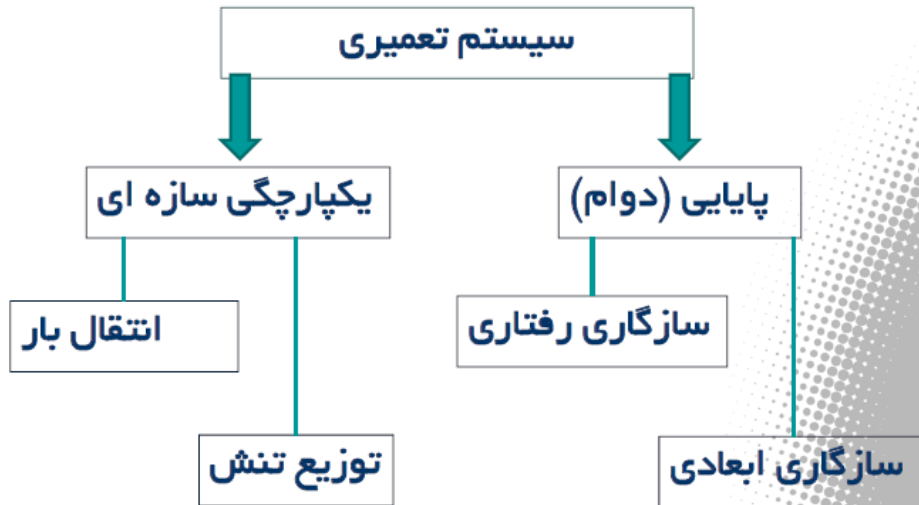 سیستم تعمیری
پایایی (دوام)
یکپارچگی سازه ای
سازگاری رفتاری
انتقال بار
سازگاری ابعادی
توزیع تنش